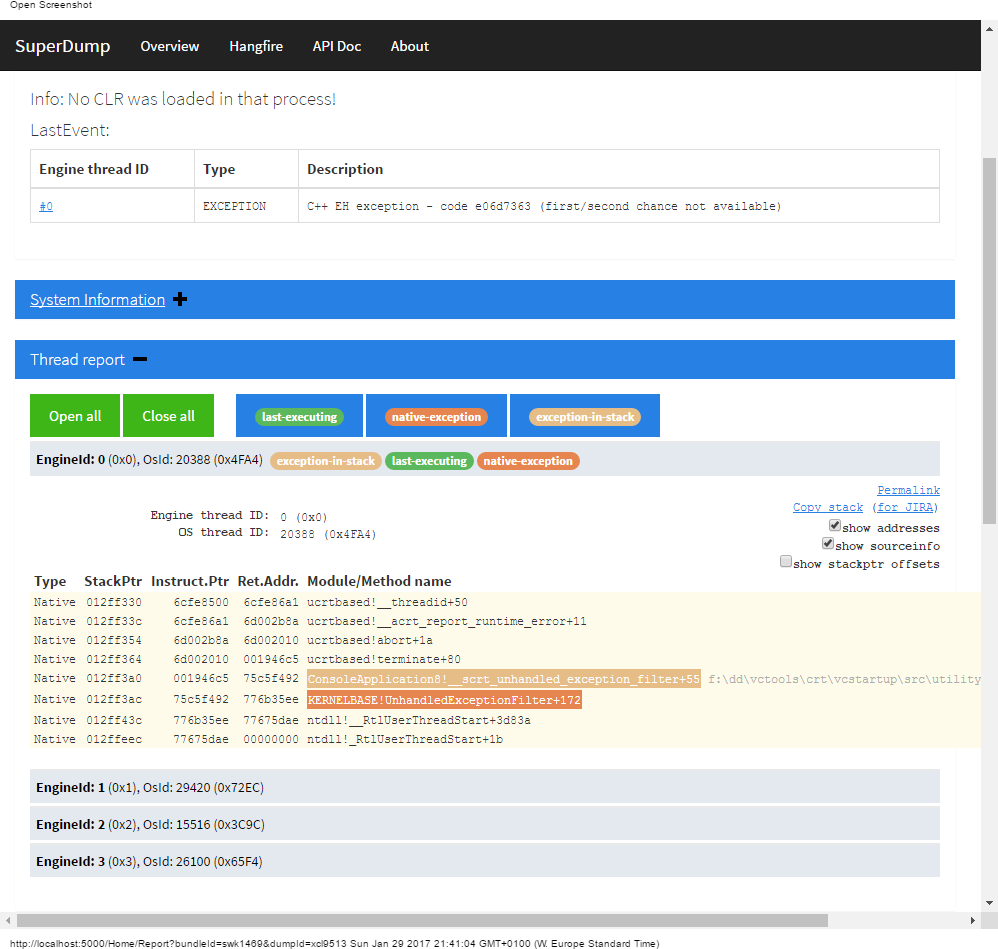 Open Screenshot
SuperDump Overview Hangfire API Doc About
Info: No CLR was loaded in that process!
LastEvent:
Engine thread ID Type Description
#0 EXCEPTION C++ EH exception - code e06d7363 (first/second chance not available)
System Information
Thread report
Open all Close all last-executing native-exception exception-in-stack
EngineId: 0 (0x0), OsId: 20388 (0x4FA4) exception-in-stack last-executing native-exception
Permalink
Copy stack (for JIRA)
Engine thread ID: 0 (0x0)
show addresses
OS thread ID: 20388 (0x4FA4)
show sourceinfo
show stackptr offsets
Type StackPtr Instruct.Ptr Ret.Addr. Module/Method name
Native 012ff330 6cfe8500 6cfe86a1 ucrtbased!__threadid+50
Native 012ff33c 6cfe86a1 6d002b8a ucrtbased!__acrt_report_runtime_error+11
Native 012ff354 6d002b8a 6d002010 ucrtbased!abort+1a
Native 012ff364 6d002010 001946c5 ucrtbased!terminate+80
Native 012ff3a0 001946c5 75c5f492 ConsoleApplication8!__scrt_unhandled_exception_filter+55 f:\dd\vctools\crt\vcstartup\src\utility
Native 012ff3ac 75c5f492 776b35ee KERNELBASE!UnhandledExceptionFilter+172
Native 012ff43c 776b35ee 77675dae ntdll!__RtlUserThreadStart+3d83a
Native 012ffeec 77675dae 00000000 ntdll!_RtlUserThreadStart+1b
EngineId: 1 (0x1), OsId: 29420 (0x72EC)
EngineId: 2 (0x2), OsId: 15516 (0x3C9C)
EngineId: 3 (0x3), OsId: 26100 (0x65F4)
http://localhost:5000/Home/Report?bundleId=swk1469&dumpId=xcl9513 Sun Jan 29 2017 21:41:04 GMT+0100 (W. Europe Standard Time)